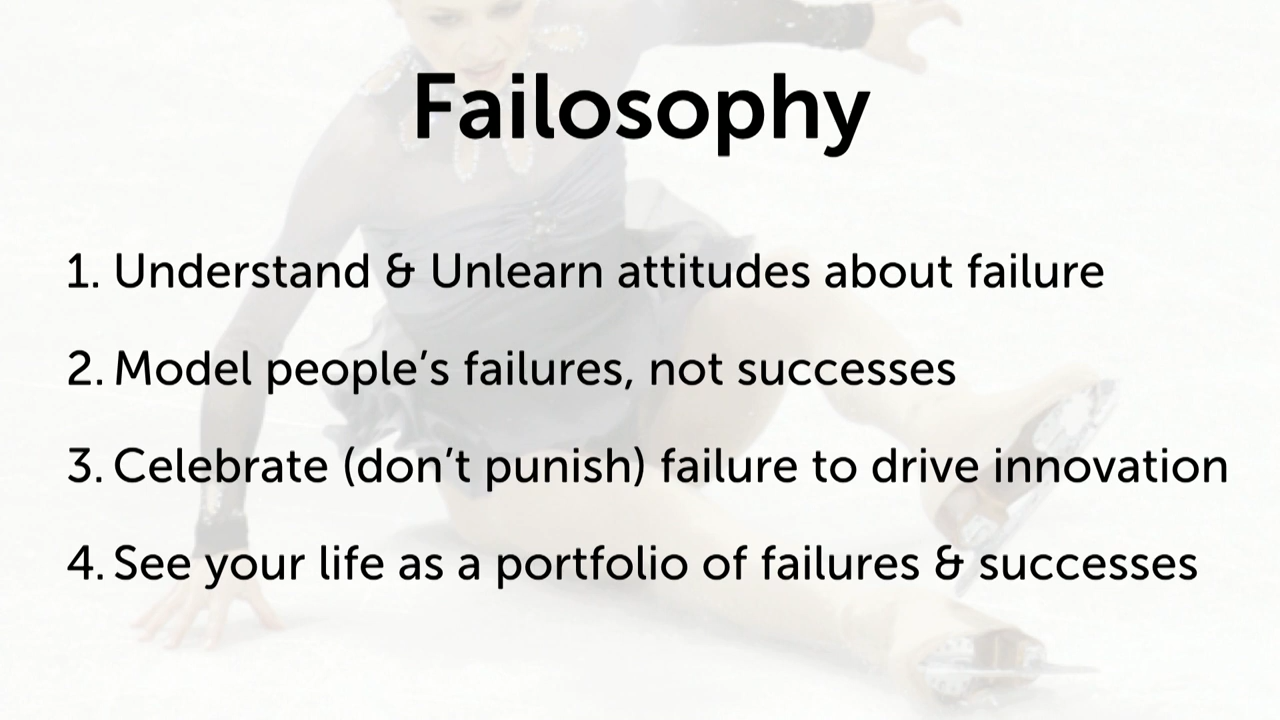 Failosophy
1. Understand & Unlearn attitudes about failure
2. Model people’s failures, not successes
3. Celebrate (don’t punish) failure to drive innovation
4. See your life as a portfolio of failures & successes